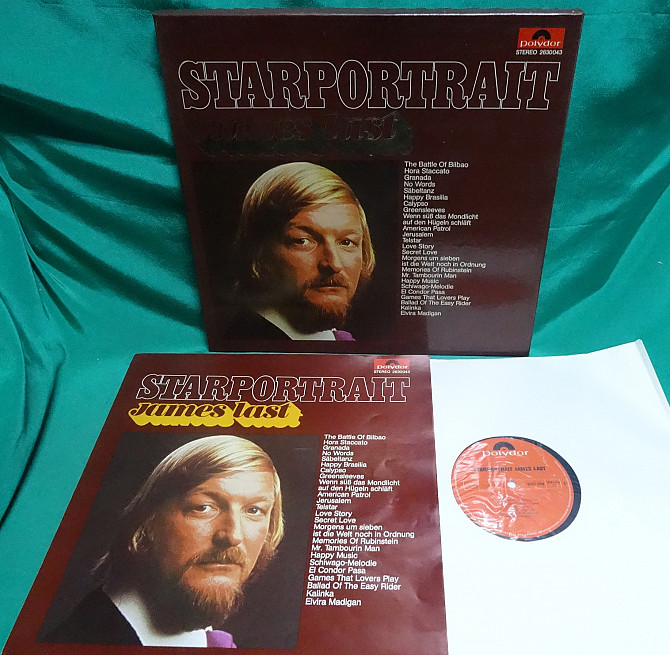 polydor
STEREO 2630043
STARPORTRAIT
James last
The Battle Of Bilbao
Hora Staccato
Granada
No Words
Säbeltanz
Happy Brasilia
Calypso
Greensleeves
Wenn süß das Mondlicht
auf den Hügeln schläft
American Patrol
Jerusalem
Telstar
Love Story
Secret Love
Morgens um sieben
ist die Welt noch in Ordnung
Memories Of Rubinstein
Mr. Tambourin Man
Happy Music
Schiwago-Melodie
El Condor Pasa
Games That Lovers Play
Ballad Of The Easy Rider
Kalinka
Elvira Madigan
polydor
STEREO 2630043
STARPORTRAIT
James last
The Battle Of Bilbao
Hora Staccato
Granada
No Words
Säbeltanz
Happy Brasilia
Calypso
Greensleeves
Wenn süß das Mondlicht
auf den Hügeln schläft
American Patrol
Jerusalem
Telstar
Love Story
Secret Love
Morgens um sieben
ist die Welt noch in Ordnung
Memories Of Rubinstein
Mr. Tambourin Man
Happy Music
Schiwago-Melodie
El Condor Pasa
Games That Lovers Play
Ballad Of The Easy Rider
Kalinka
Elvira Madigan
polydor
STARPORTRAIT JAMES LAST